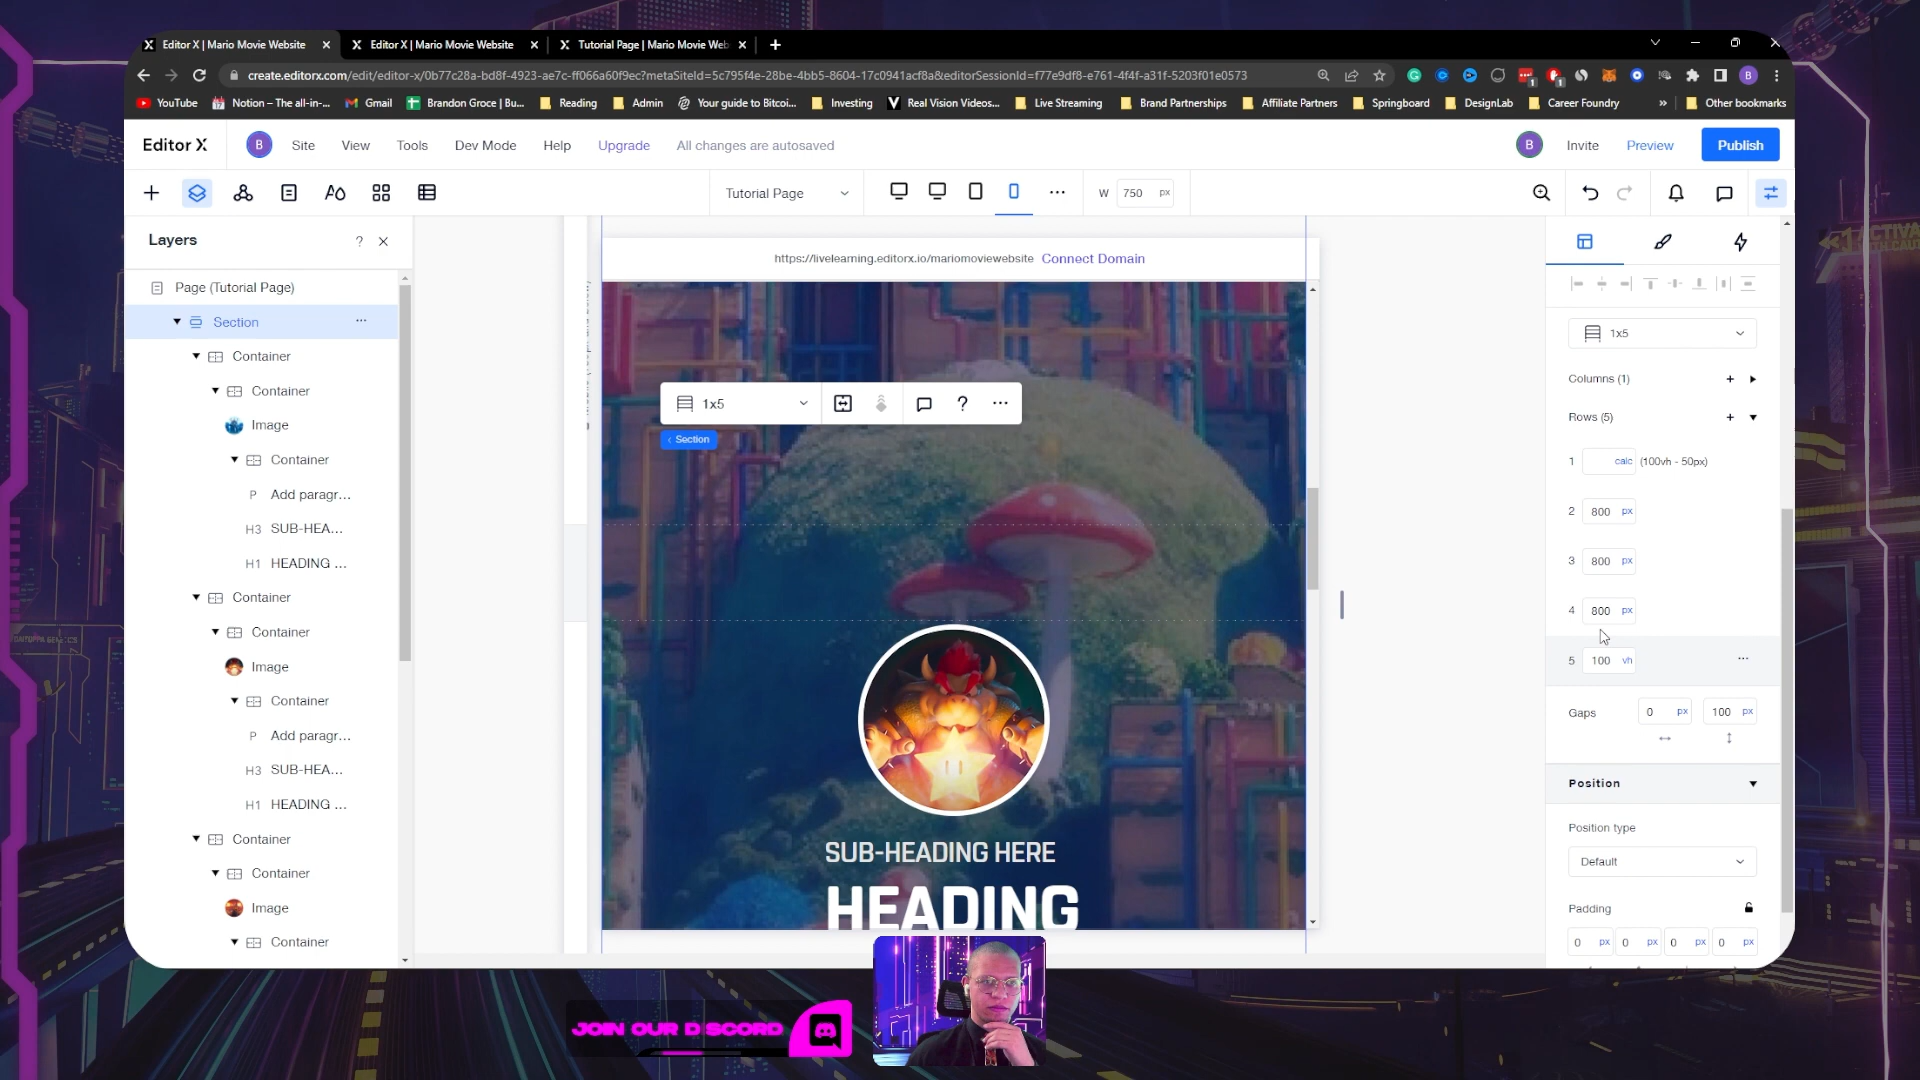 Editor X | Mario Movie Website
Editor X | Mario Movie Website
Tutorial Page | Mario Movie Web
create.editorx.com/edit/editor-x/0b77c28a-bd8f-4923-ae7c-ff066a60f9ec?metaSiteId=5c795f4e-28be-4bb5-8604-17c0941acf8a&editorSessionId=f77e9df8-e761-4f4f-a31f-5203f01e0573
B
YouTube
Notion – The all-in-...
Gmail
Brandon Groce | Bu...
Reading
Admin
Your guide to Bitcoi...
Investing
Real Vision Videos...
Live Streaming
Brand Partnerships
Affiliate Partners
Springboard
DesignLab
Career Foundry
»
Other bookmarks
Editor X
B
Site
View
Tools
Dev Mode
Help
Upgrade
All changes are autosaved
B
Invite
Preview
Publish
Tutorial Page
W 750 px
Layers
?
Page (Tutorial Page)
Section
Container
Container
Image
Container
P Add paragr...
H3 SUB-HEA...
H1 HEADING ...
Container
Container
Image
Container
P Add paragr...
H3 SUB-HEA...
H1 HEADING ...
Container
Container
Image
Container
https://livelearning.editorx.io/mariomoviewebsite Connect Domain
1x5
?
‹ Section
SUB-HEADING HERE
HEADING
1x5
Columns (1)
Rows (5)
1 calc (100vh - 50px)
2 800 px
3 800 px
4 800 px
5 100 vh
Gaps 0 px 100 px
Position
Position type
Default
Padding
0 px 0 px 0 px 0 px
JOIN OUR DISCORD